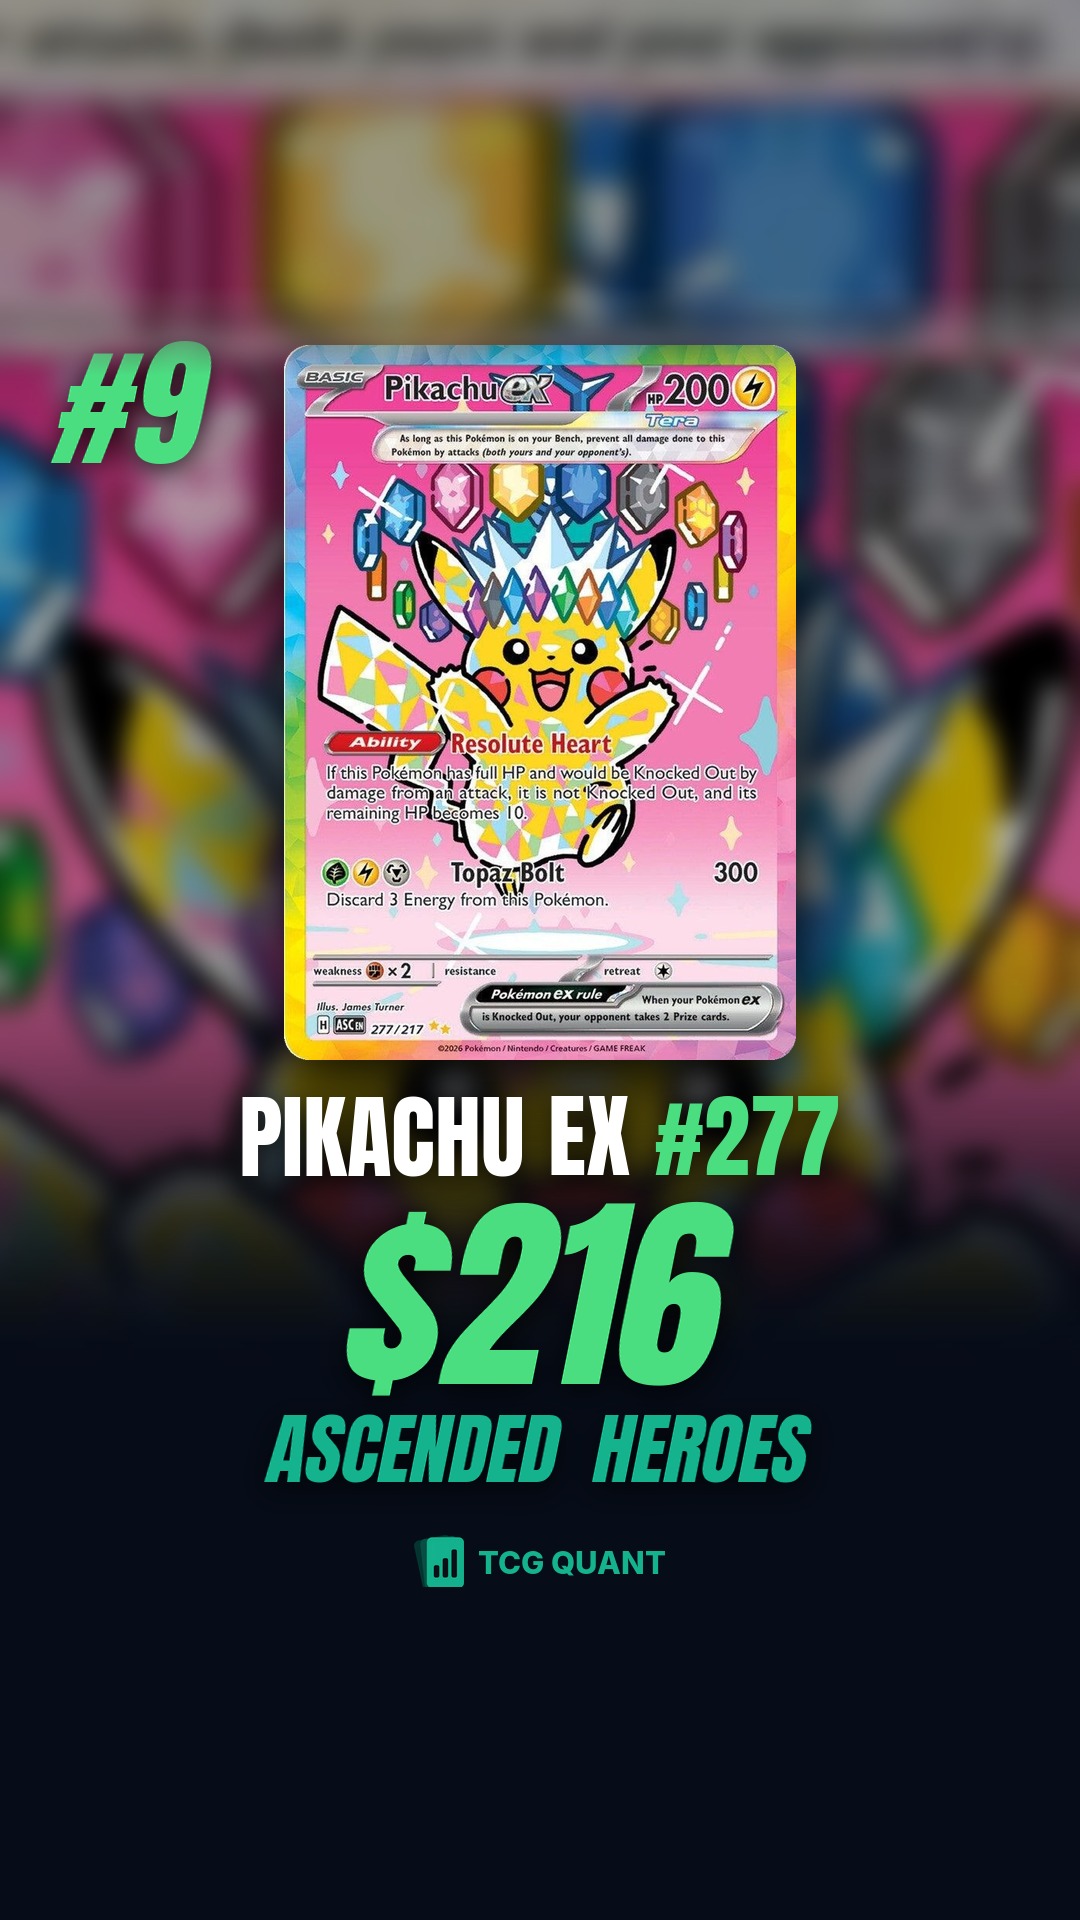 #9
BASIC Pikachu ex HP 200
Tera
As long as this Pokémon is on your Bench, prevent all damage done to this
Pokémon by attacks (both yours and your opponent's).
Ability Resolute Heart
If this Pokémon has full HP and would be Knocked Out by
damage from an attack, it is not Knocked Out, and its
remaining HP becomes 10.
Topaz Bolt 300
Discard 3 Energy from this Pokémon.
weakness ×2 resistance retreat
Pokémon ex rule When your Pokémon ex
is Knocked Out, your opponent takes 2 Prize cards.
Illus. James Turner
H ASC EN 277/217
©2026 Pokémon / Nintendo / Creatures / GAME FREAK
PIKACHU EX #277
$216
ASCENDED HEROES
TCG QUANT